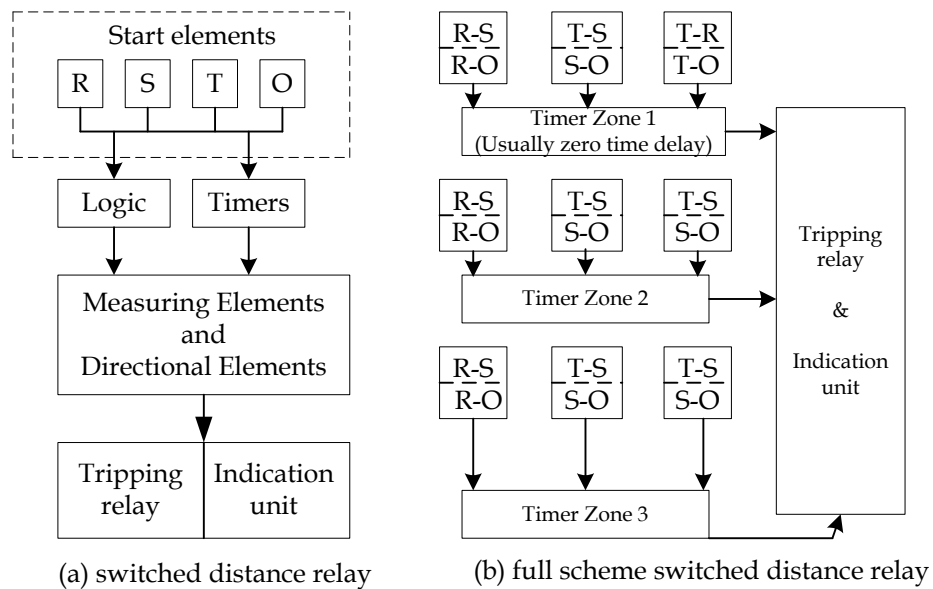 Start elements
R S T O
Logic
Timers
Measuring Elements
and
Directional Elements
Tripping
relay
Indication
unit
(a) switched distance relay
R-S
R-O
T-S
S-O
T-R
T-O
Timer Zone 1
(Usually zero time delay)
R-S
R-O
T-S
S-O
T-S
S-O
Timer Zone 2
R-S
R-O
T-S
S-O
T-S
S-O
Timer Zone 3
Tripping
relay
&
Indication
unit
(b) full scheme switched distance relay